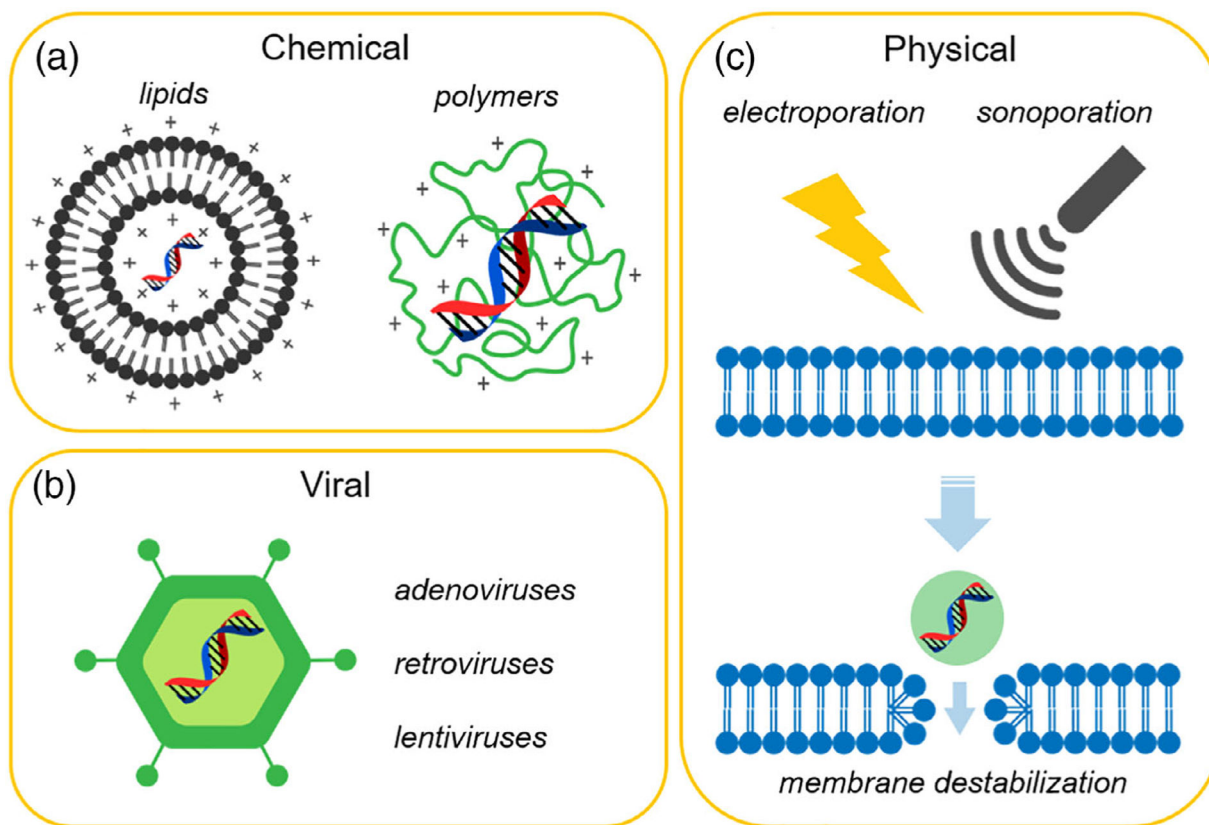 (a)
Chemical
lipids
polymers
(b)
Viral
adenoviruses
retroviruses
lentiviruses
(c)
Physical
electroporation
sonoporation
membrane destabilization